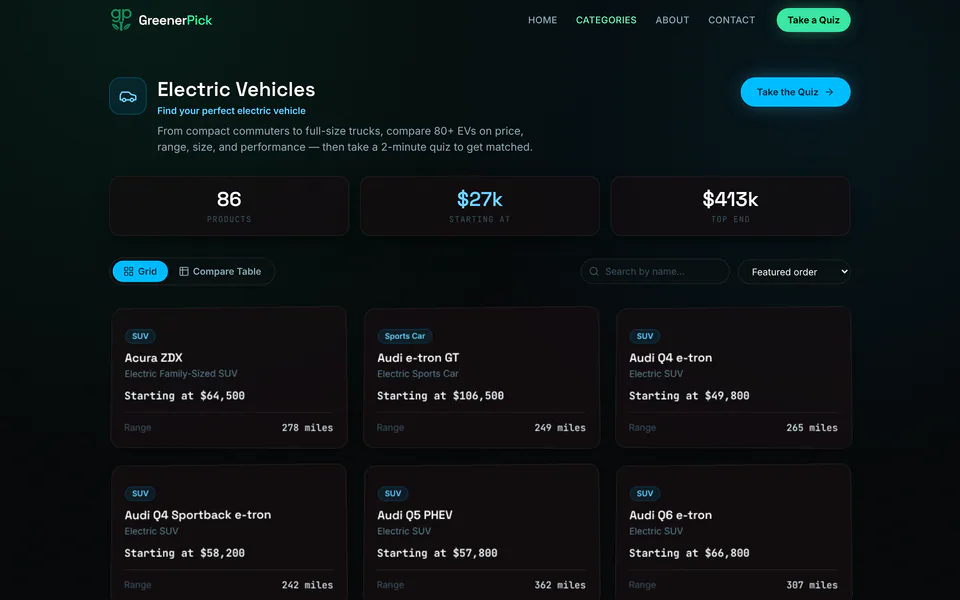 gp GreenerPick
HOME CATEGORIES ABOUT CONTACT Take a Quiz
Electric Vehicles
Find your perfect electric vehicle
From compact commuters to full-size trucks, compare 80+ EVs on price,
range, size, and performance — then take a 2-minute quiz to get matched.
Take the Quiz →
86
PRODUCTS
$27k
STARTING AT
$413k
TOP END
Grid Compare Table
Search by name...
Featured order
SUV
Acura ZDX
Electric Family-Sized SUV
Starting at $64,500
Range 278 miles
Sports Car
Audi e-tron GT
Electric Sports Car
Starting at $106,500
Range 249 miles
SUV
Audi Q4 e-tron
Electric SUV
Starting at $49,800
Range 265 miles
SUV
Audi Q4 Sportback e-tron
Electric SUV
Starting at $58,200
Range 242 miles
SUV
Audi Q5 PHEV
Electric SUV
Starting at $57,800
Range 362 miles
SUV
Audi Q6 e-tron
Electric SUV
Starting at $66,800
Range 307 miles